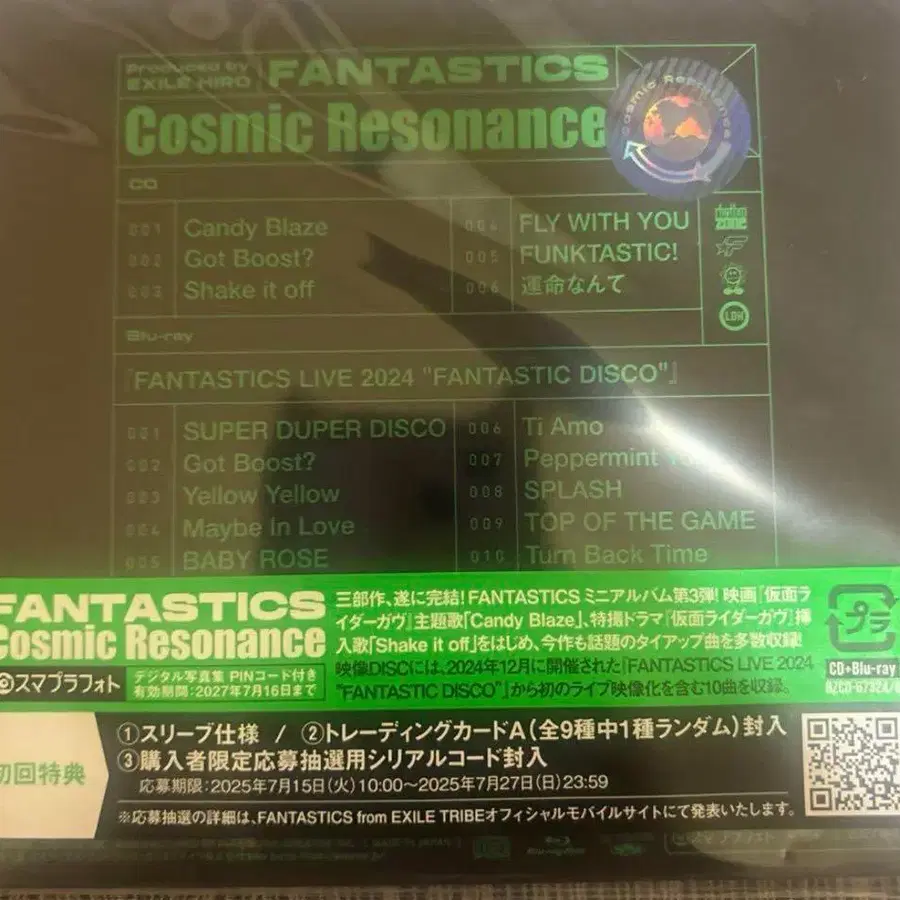 Produced by
EXILE HIRO
FANTASTICS
Cosmic Resonance
Cosmic Resonance
CD
001 Candy Blaze
002 Got Boost?
003 Shake it off
004 FLY WITH YOU
005 FUNKTASTIC!
006 運命なんて
rhythm
zone
LDH
Blu-ray
『FANTASTICS LIVE 2024 "FANTASTIC DISCO"』
001 SUPER DUPER DISCO
002 Got Boost?
003 Yellow Yellow
004 Maybe In Love
005 BABY ROSE
006 Ti Amo
007 Peppermint
008 SPLASH
009 TOP OF THE GAME
010 Turn Back Time
FANTASTICS
Cosmic Resonance
スマプラフォト
デジタル写真集 PINコード付き
有効期間:2027年7月16日まで
三部作、遂に完結! FANTASTICS ミニアルバム第3弾! 映画『仮面ラ
イダーガヴ』主題歌「Candy Blaze」、特撮ドラマ『仮面ライダーガヴ』挿
入歌「Shake it off」をはじめ、今作も話題のタイアップ曲を多数収録!
映像DISCには、2024年12月に開催された『FANTASTICS LIVE 2024
"FANTASTIC DISCO"』から初のライブ映像化を含む10曲を収録。
プラ
CD+Blu-ray
初回特典
①スリーブ仕様 / ②トレーディングカードA(全9種中1種ランダム)封入
③購入者限定応募抽選用シリアルコード封入
応募期限:2025年7月15日(火)10:00〜2025年7月27日(日)23:59
※応募抽選の詳細は、FANTASTICS from EXILE TRIBEオフィシャルモバイルサイトにて発表いたします。
スマプラフォト